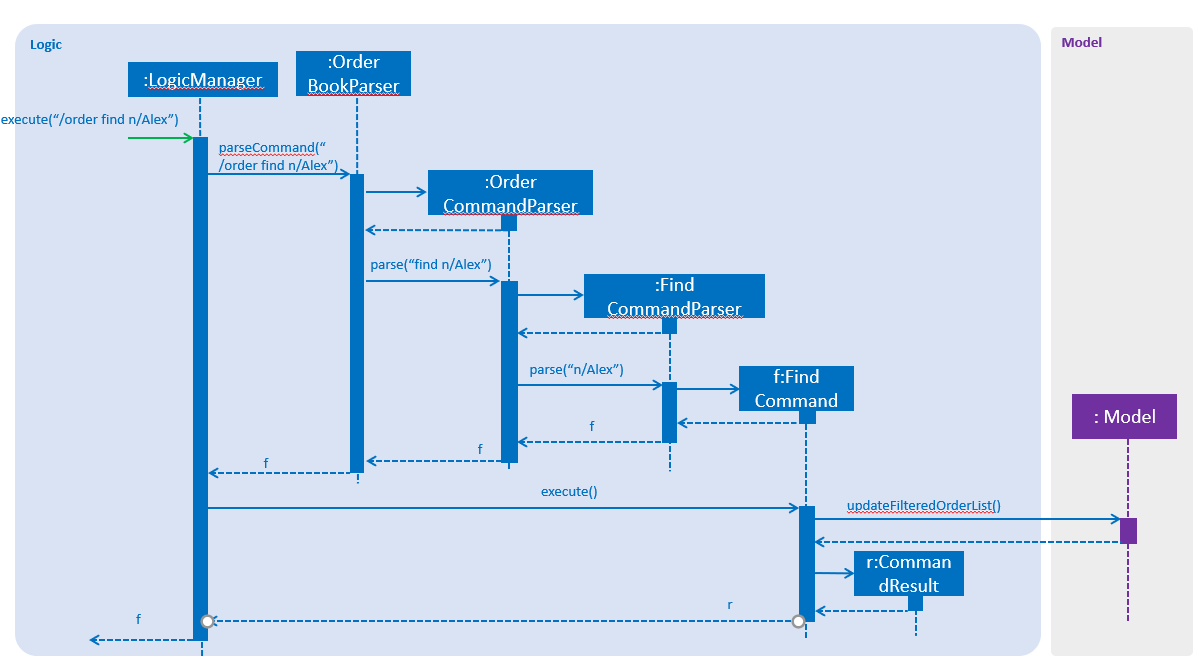 Logic
Model
:LogicManager
:Order
BookParser
execute(“/order find n/Alex”)
parseCommand(“
/order find n/Alex”)
:Order
CommandParser
parse(“find n/Alex”)
:Find
CommandParser
parse(“n/Alex”)
f:Find
Command
: Model
f
f
f
execute()
updateFilteredOrderList()
r:Comman
dResult
r
f